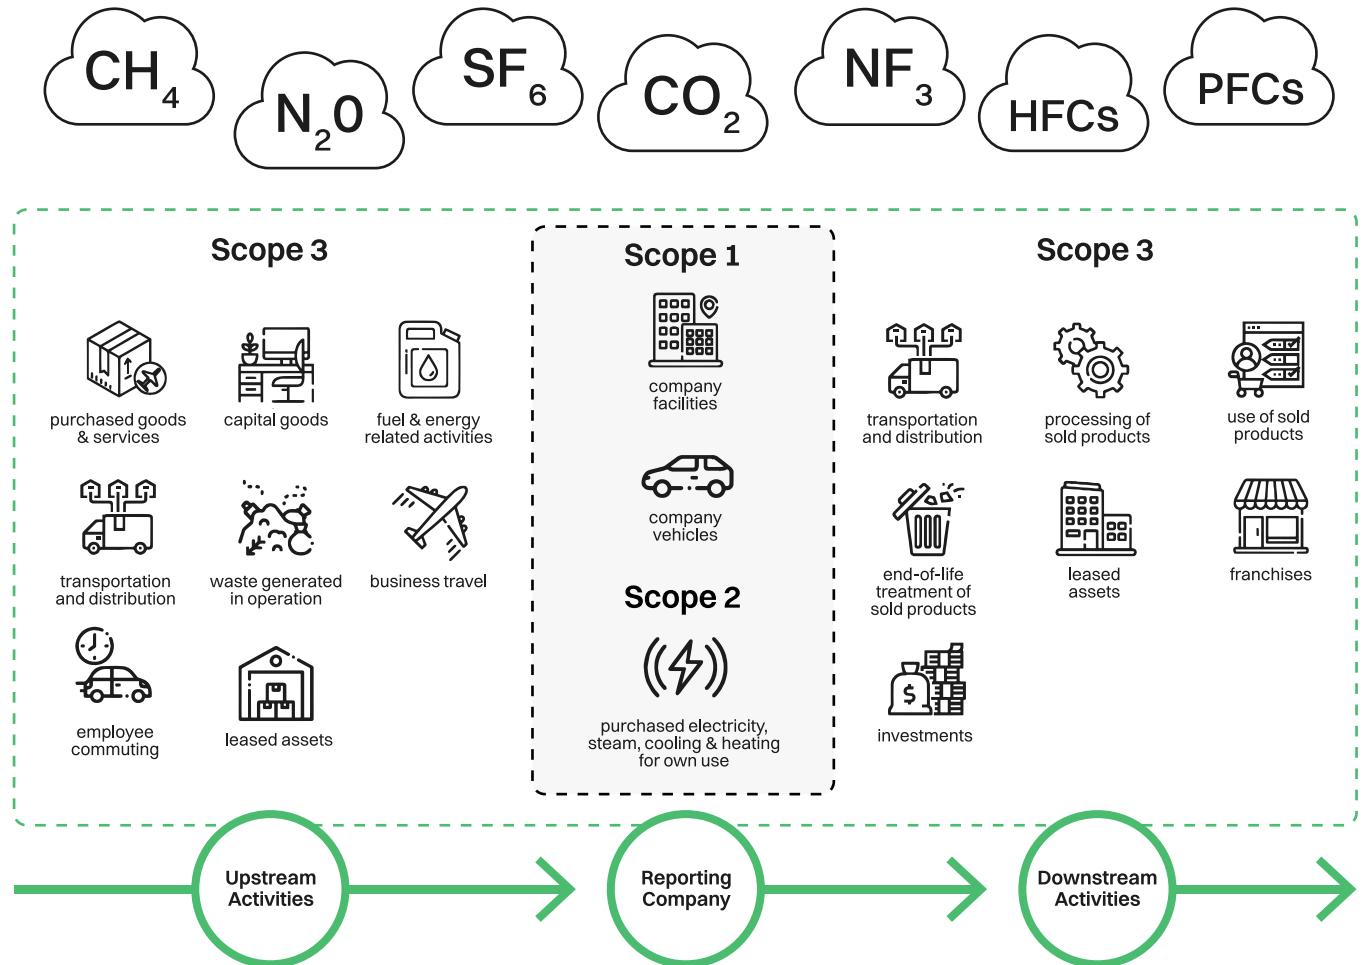 CH4
N20
SF6
CO2
NF3
HFCs
PFCs
Scope 3
purchased goods
& services
capital goods
fuel & energy
related activities
transportation
and distribution
waste generated
in operation
business travel
employee
commuting
leased assets
Scope 1
company
facilities
company
vehicles
Scope 2
purchased electricity,
steam, cooling & heating
for own use
Scope 3
transportation
and distribution
processing of
sold products
use of sold
products
end-of-life
treatment of
sold products
leased
assets
franchises
$
investments
Upstream
Activities
Reporting
Company
Downstream
Activities